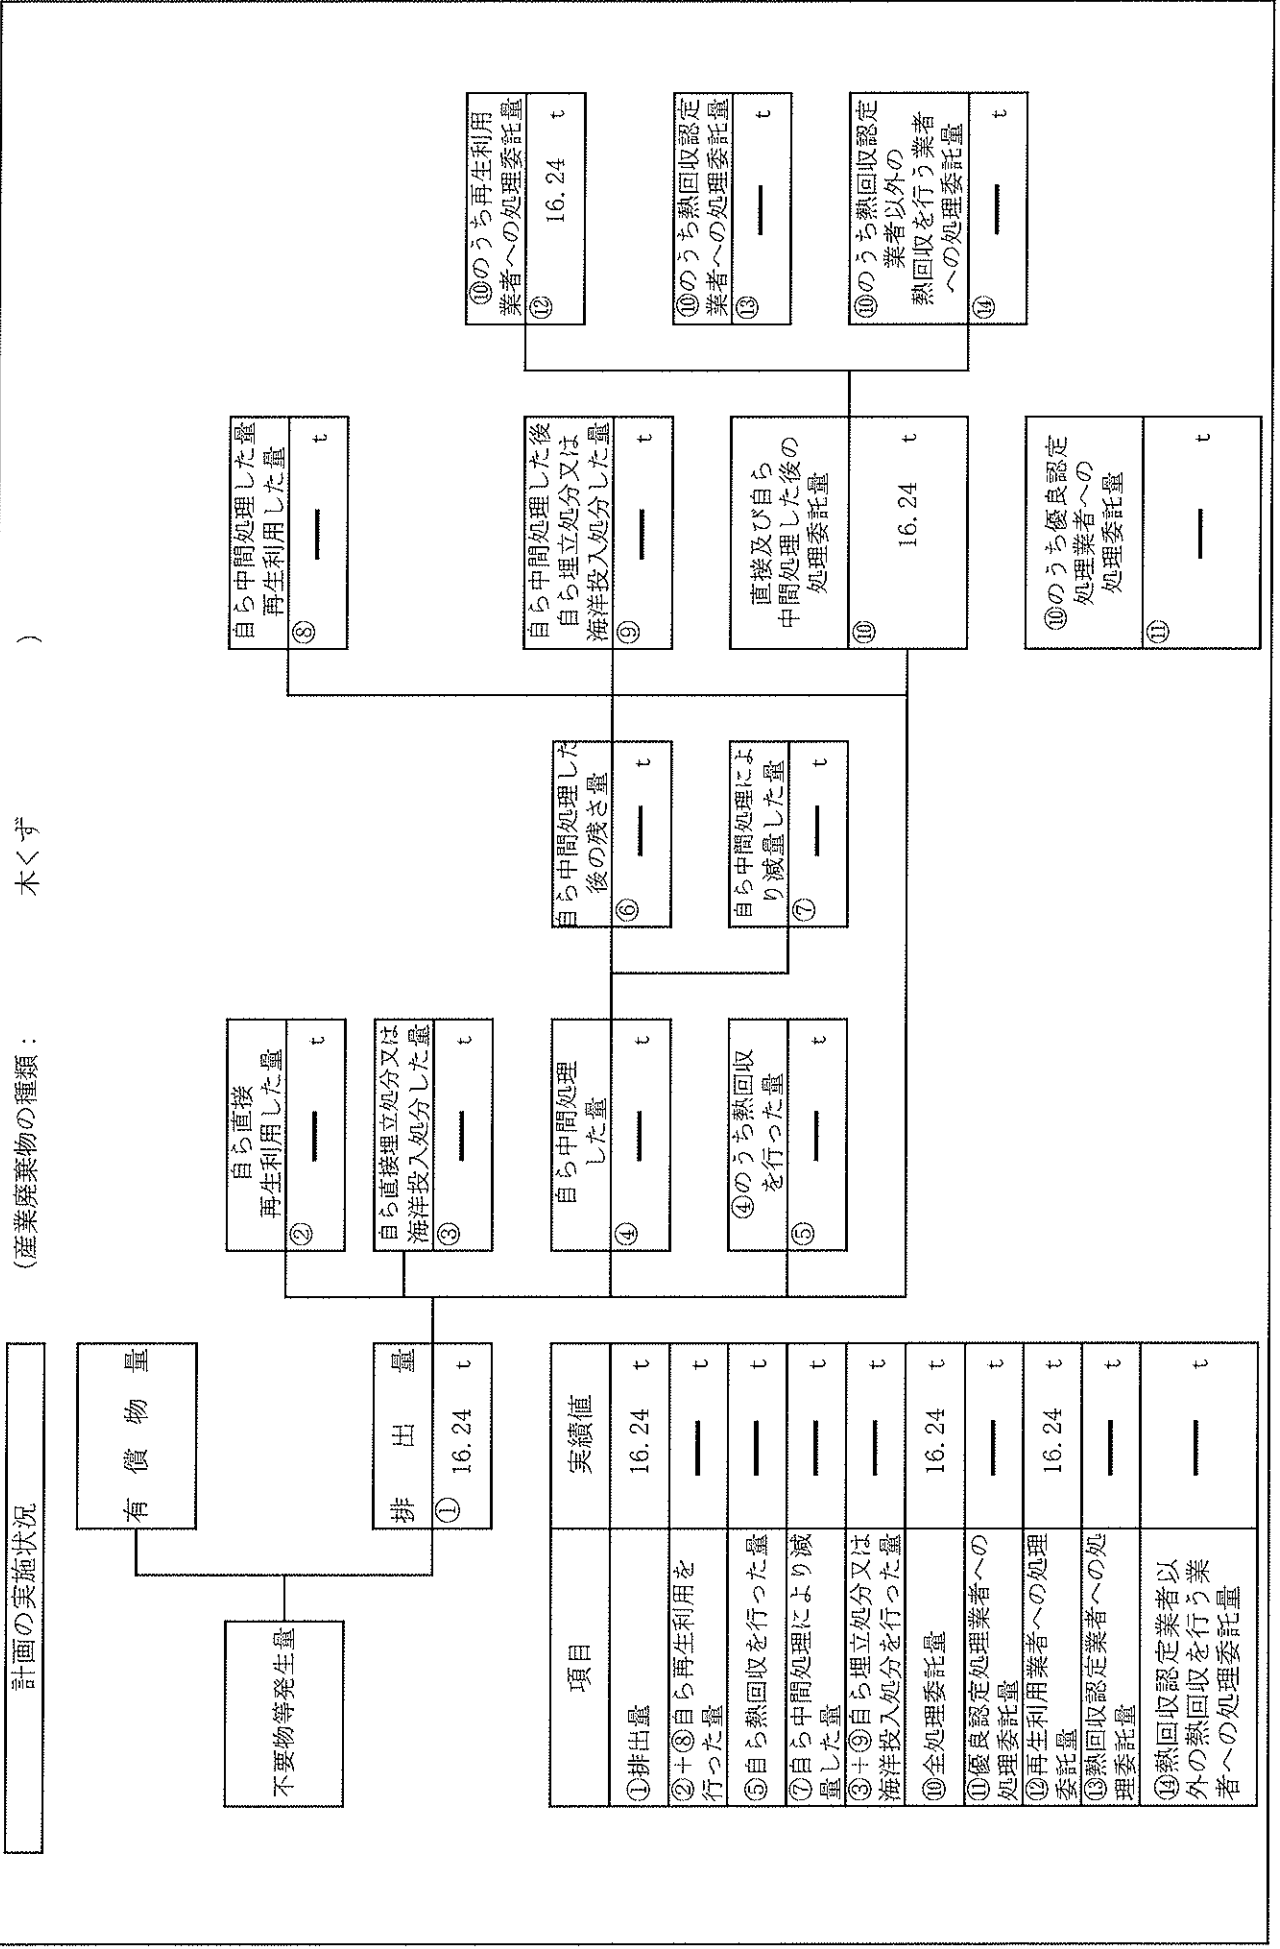 計画の実施状況
(産業廃棄物の種類： 木くず )
不要物等発生量
有償物量
排出量
① 16.24 t
自ら直接
再生利用した量
② ー t
自ら直接埋立処分又は
海洋投入処分した量
③ ー t
自ら中間処理
した量
④ ー t
④のうち熱回収
を行った量
⑤ ー t
自ら中間処理した
後の残さ量
⑥ ー t
自ら中間処理によ
り減量した量
⑦ ー t
自ら中間処理した量
再生利用した量
⑧ ー t
自ら中間処理した後
自ら埋立処分又は
海洋投入処分した量
⑨ ー t
直接及び自ら
中間処理した後の
処理委託量
⑩ 16.24 t
⑩のうち優良認定
処理業者への
処理委託量
⑪ ー t
⑩のうち再生利用
業者への処理委託量
⑫ 16.24 t
⑩のうち熱回収認定
業者への処理委託量
⑬ ー t
⑩のうち熱回収認定
業者以外の
熱回収を行う業者
への処理委託量
⑭ ー t
項目 実績値
①排出量 16.24 t
②＋⑧自ら再生利用を
行った量 ー t
⑤自ら熱回収を行った量 ー t
⑦自ら中間処理により減
量した量 ー t
③＋⑨自ら埋立処分又は
海洋投入処分を行った量 ー t
⑩全処理委託量 16.24 t
⑪優良認定処理業者への
処理委託量 ー t
⑫再生利用業者への処理
委託量 16.24 t
⑬熱回収認定業者への処
理委託量 ー t
⑭熱回収認定業者以
外の熱回収を行う業
者への処理委託量 ー t